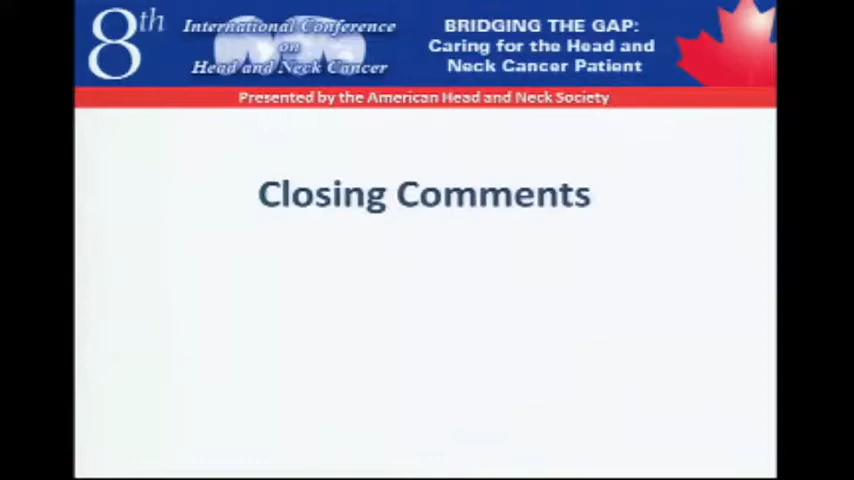 8th
International Conference
on
Head and Neck Cancer
BRIDGING THE GAP:
Caring for the Head and
Neck Cancer Patient
Presented by the American Head and Neck Society
Closing Comments